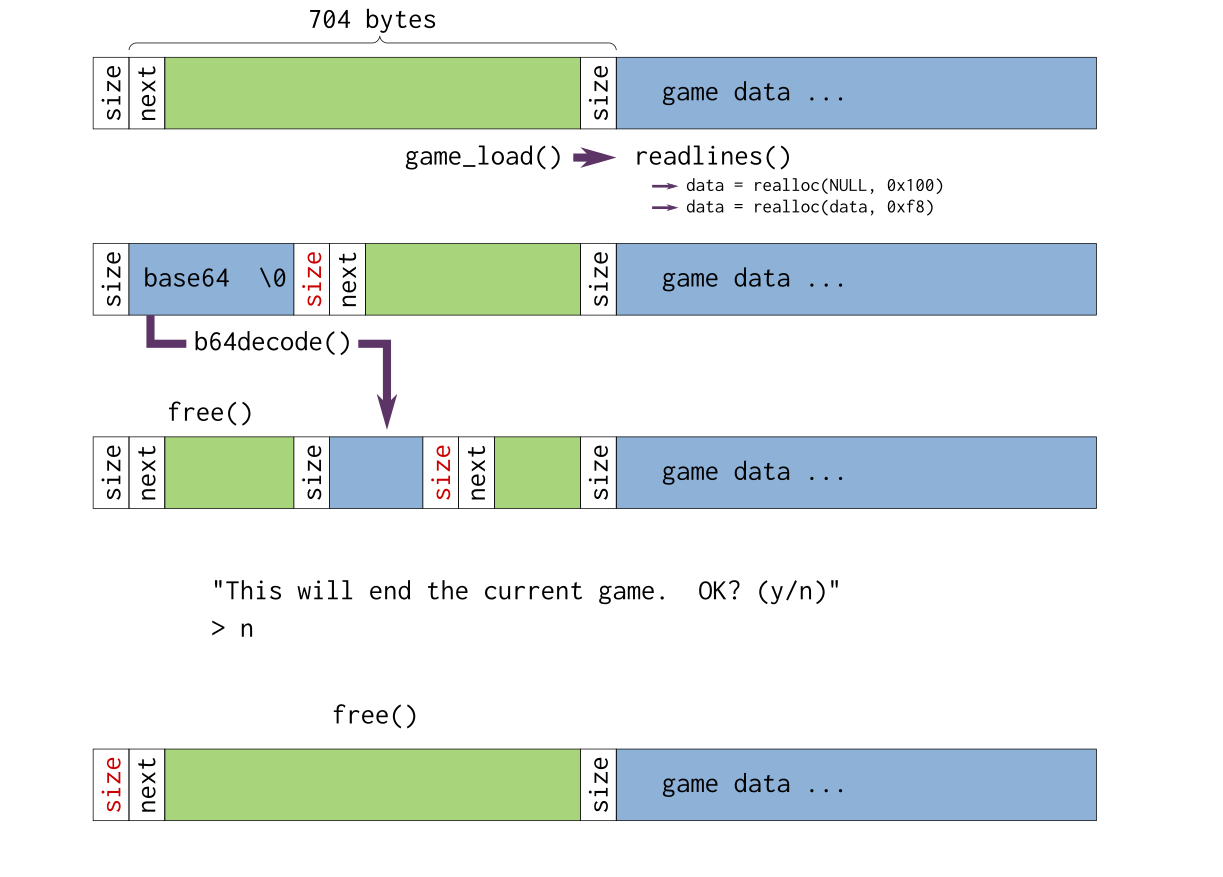 704 bytes
size next size game data ...
game_load() readlines()
data = realloc(NULL, 0x100)
data = realloc(data, 0xf8)
size base64 \0 size next size game data ...
b64decode()
free()
size next size size next size game data ...
"This will end the current game. OK? (y/n)"
> n
free()
size next size game data ...